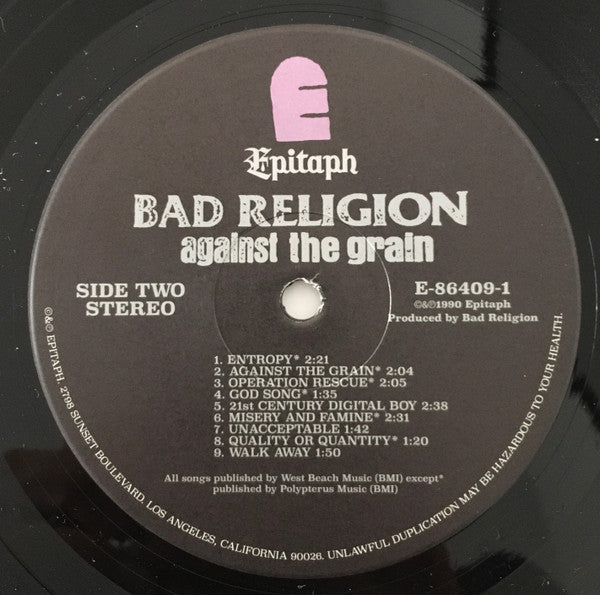 E
Epitaph
BAD RELIGION
against the grain
SIDE TWO
STEREO
E-86409-1
©&℗1990 Epitaph
Produced by Bad Religion
1. ENTROPY* 2:21
2. AGAINST THE GRAIN* 2:04
3. OPERATION RESCUE* 2:05
4. GOD SONG* 1:35
5. 21st CENTURY DIGITAL BOY 2:38
6. MISERY AND FAMINE* 2:31
7. UNACCEPTABLE 1:42
8. QUALITY OR QUANTITY* 1:20
9. WALK AWAY 1:50
All songs published by West Beach Music (BMI) except*
published by Polypterus Music (BMI)
©&℗ EPITAPH. 2798 SUNSET BOULEVARD, LOS ANGELES, CALIFORNIA 90026. UNLAWFUL DUPLICATION MAY BE HAZARDOUS TO YOUR HEALTH.